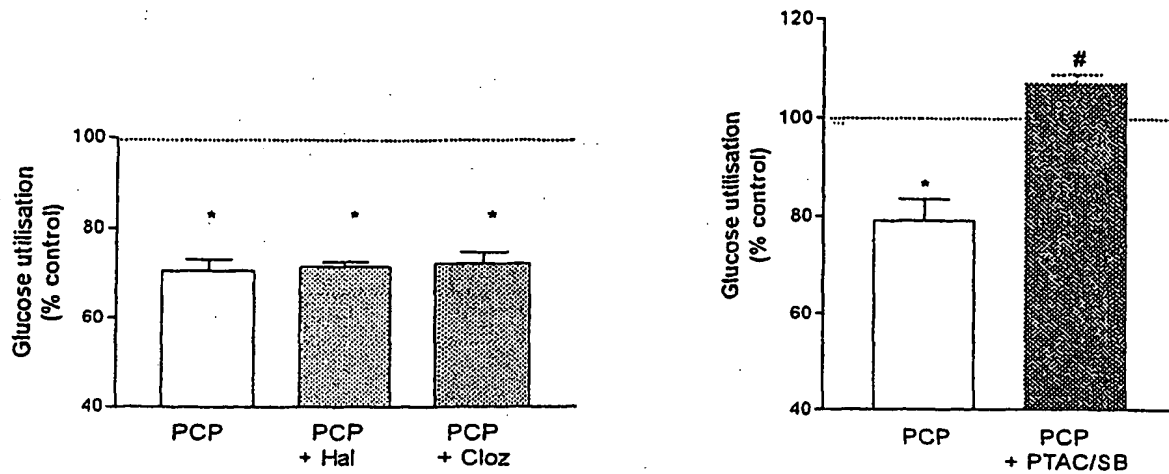 Glucose utilisation
(% control)
100
80
60
40
*
*
*
PCP
PCP
+ Hal
PCP
+ Cloz
Glucose utilisation
(% control)
120
100
80
60
40
*
#
PCP
PCP
+ PTAC/SB